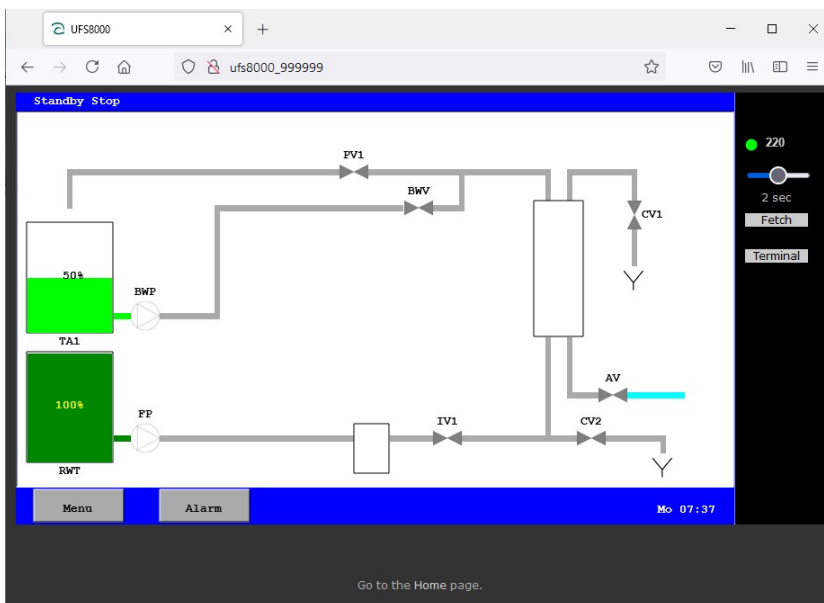 UFS8000
ufs8000_999999
Standby Stop
220
2 sec
Fetch
Terminal
PV1
BWV
CV1
50%
BWP
TA1
AV
100%
FP
IV1
CV2
RWT
Menu
Alarm
Mo 07:37
Go to the Home page.